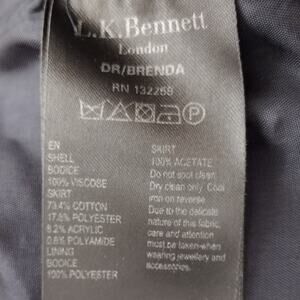 L.K.Bennett
London
DR/BRENDA
RN 132268
EN
SHELL
BODICE
100% VISCOSE
SKIRT
73.4% COTTON
17.8% POLYESTER
8.2% ACRYLIC
0.6% POLYAMIDE
LINING
BODICE
100% POLYESTER
SKIRT
100% ACETATE
Do not spot clean.
Dry clean only. Cool
iron on reverse.
Due to the delicate
nature of this fabric,
care and attention
must be taken when
wearing jewellery and
accessories.